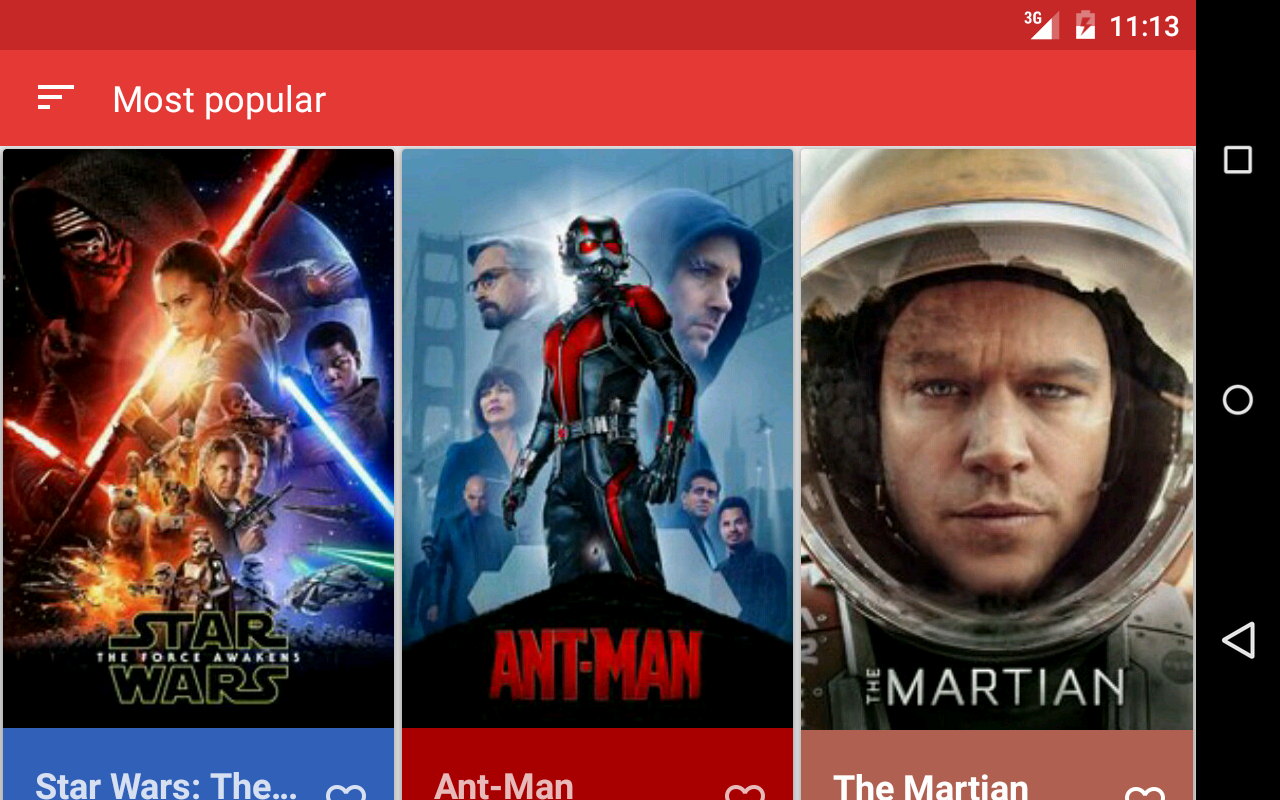 3G 11:13
Most popular
STAR
THE FORCE AWAKENS
WARS
ANT-MAN
THE MARTIAN
Star Wars: The...
Ant-Man
The Martian